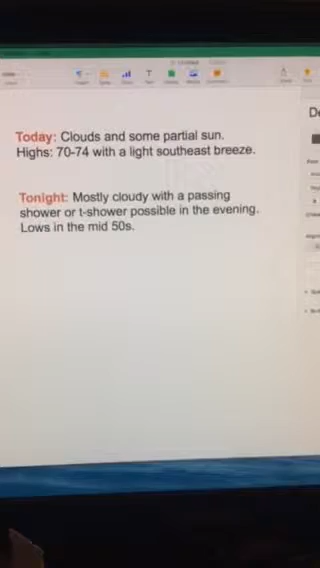 Today: Clouds and some partial sun.
Highs: 70-74 with a light southeast breeze.
Tonight: Mostly cloudy with a passing
shower or t-shower possible in the evening.
Lows in the mid 50s.